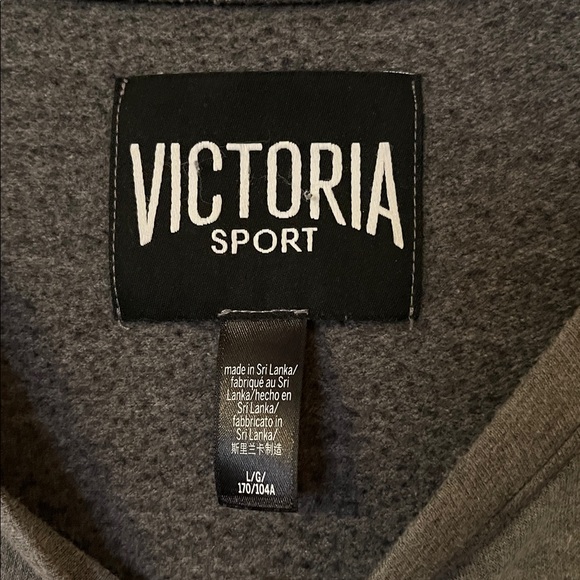 VICTORIA
SPORT
made in Sri Lanka/
fabriqué au Sri
Lanka/hecho en
Sri Lanka/
fabbricato in
Sri Lanka/
斯里兰卡制造
L/G/
170/104A